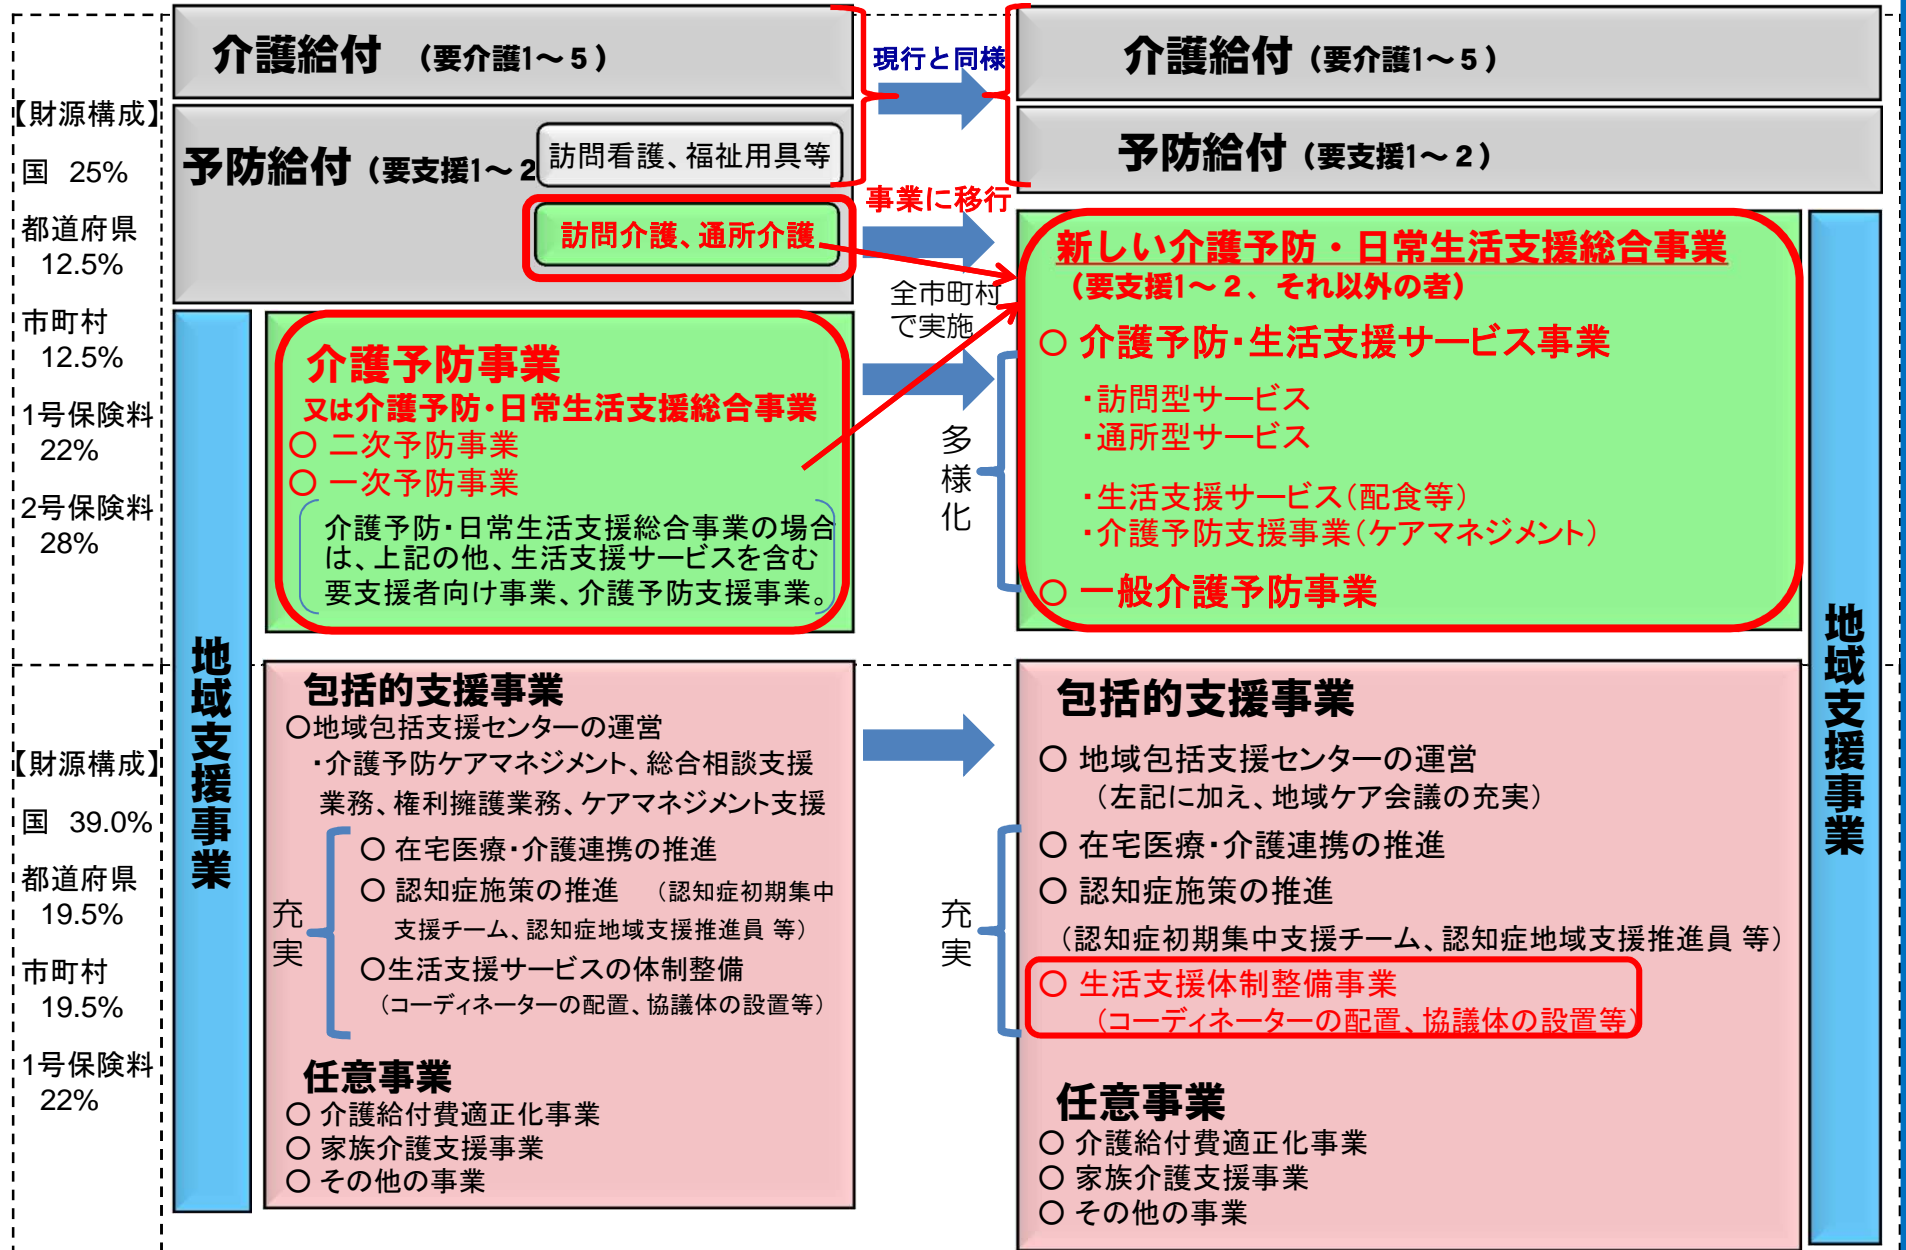 【財源構成】
国 25%
都道府県
12.5%
市町村
12.5%
1号保険料
22%
2号保険料
28%
【財源構成】
国 39.0%
都道府県
19.5%
市町村
19.5%
1号保険料
22%
介護給付 （要介護1～5）
予防給付（要支援1～2
訪問看護、福祉用具等
訪問介護、通所介護
地域支援事業
介護予防事業
又は介護予防・日常生活支援総合事業
○ 二次予防事業
○ 一次予防事業
介護予防・日常生活支援総合事業の場合
は、上記の他、生活支援サービスを含む
要支援者向け事業、介護予防支援事業。
包括的支援事業
○地域包括支援センターの運営
・介護予防ケアマネジメント、総合相談支援
業務、権利擁護業務、ケアマネジメント支援
充実
○ 在宅医療・介護連携の推進
○ 認知症施策の推進 （認知症初期集中
支援チーム、認知症地域支援推進員 等）
○生活支援サービスの体制整備
（コーディネーターの配置、協議体の設置等）
任意事業
○ 介護給付費適正化事業
○ 家族介護支援事業
○ その他の事業
現行と同様
事業に移行
全市町村
で実施
多様化
充実
介護給付（要介護1～5）
予防給付（要支援1～2）
新しい介護予防・日常生活支援総合事業
（要支援1～2、それ以外の者）
○ 介護予防・生活支援サービス事業
・訪問型サービス
・通所型サービス
・生活支援サービス（配食等）
・介護予防支援事業（ケアマネジメント）
○ 一般介護予防事業
包括的支援事業
○ 地域包括支援センターの運営
（左記に加え、地域ケア会議の充実）
○ 在宅医療・介護連携の推進
○ 認知症施策の推進
（認知症初期集中支援チーム、認知症地域支援推進員 等）
○ 生活支援体制整備事業
（コーディネーターの配置、協議体の設置等）
任意事業
○ 介護給付費適正化事業
○ 家族介護支援事業
○ その他の事業
地域支援事業